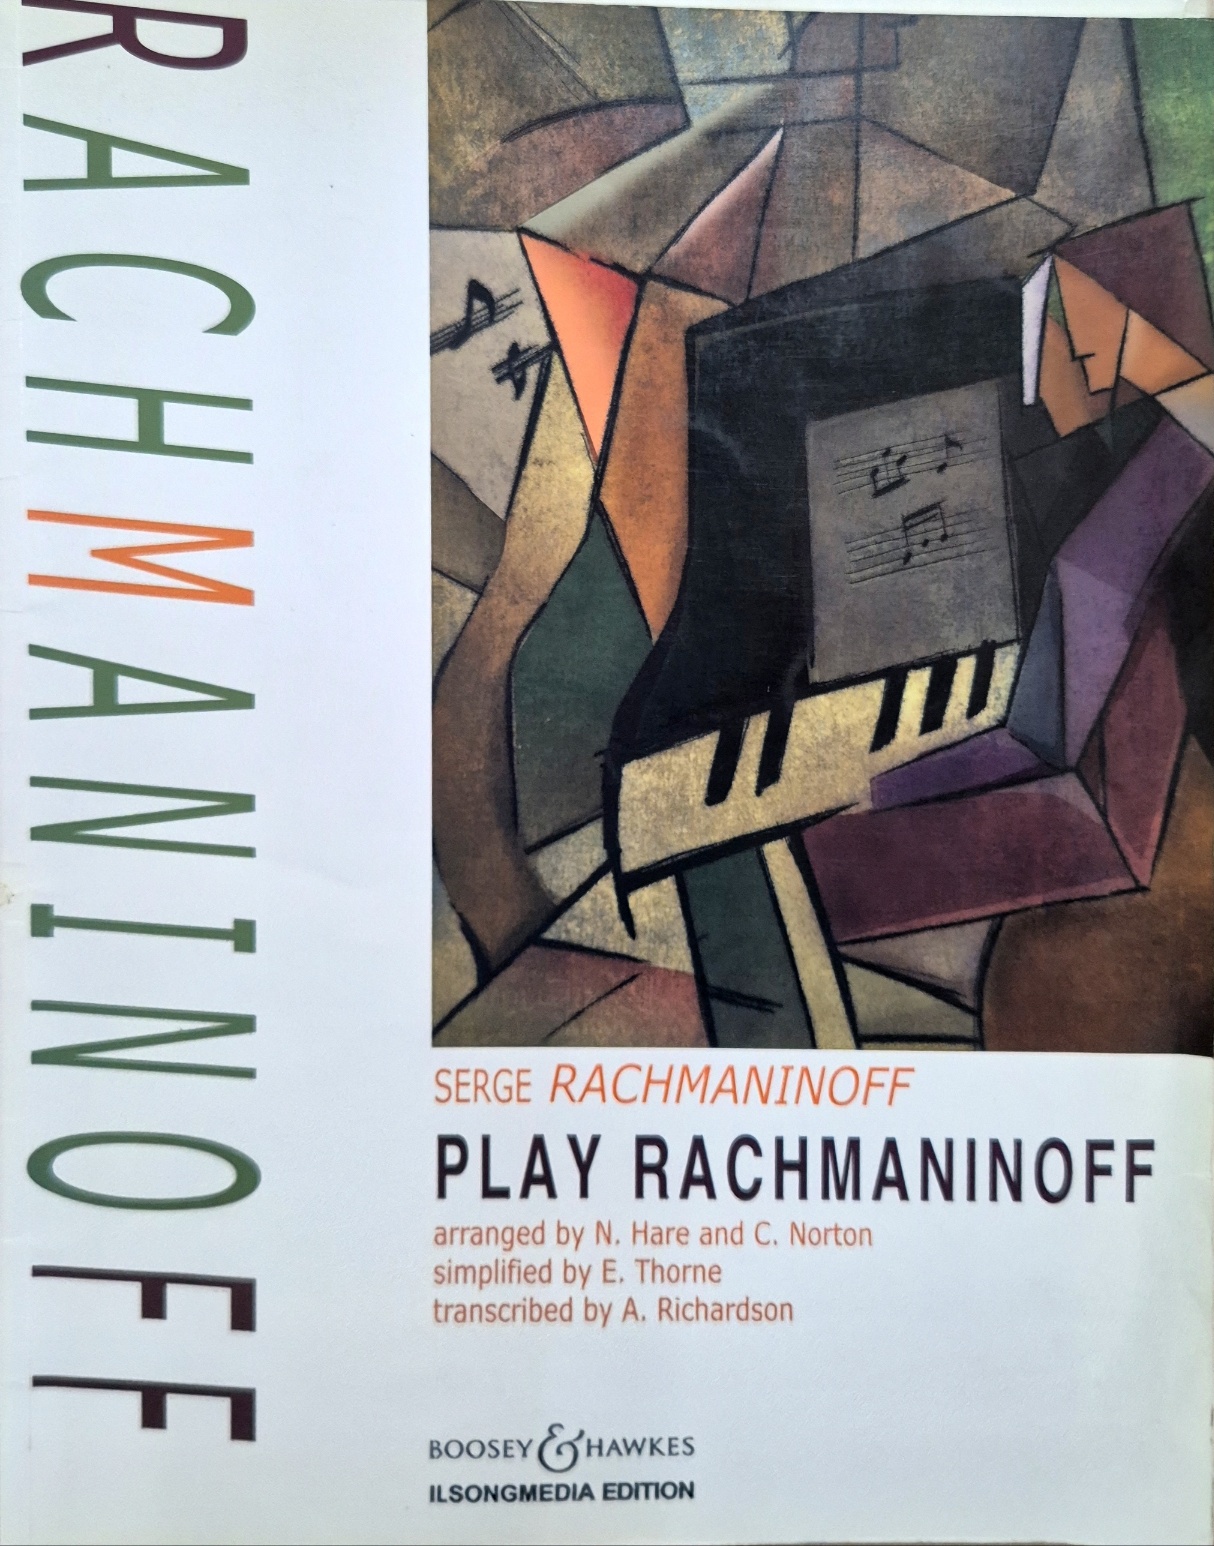 RACHMANINOFF
SERGE RACHMANINOFF
PLAY RACHMANINOFF
arranged by N. Hare and C. Norton
simplified by E. Thorne
transcribed by A. Richardson
BOOSEY & HAWKES
ILSONGMEDIA EDITION